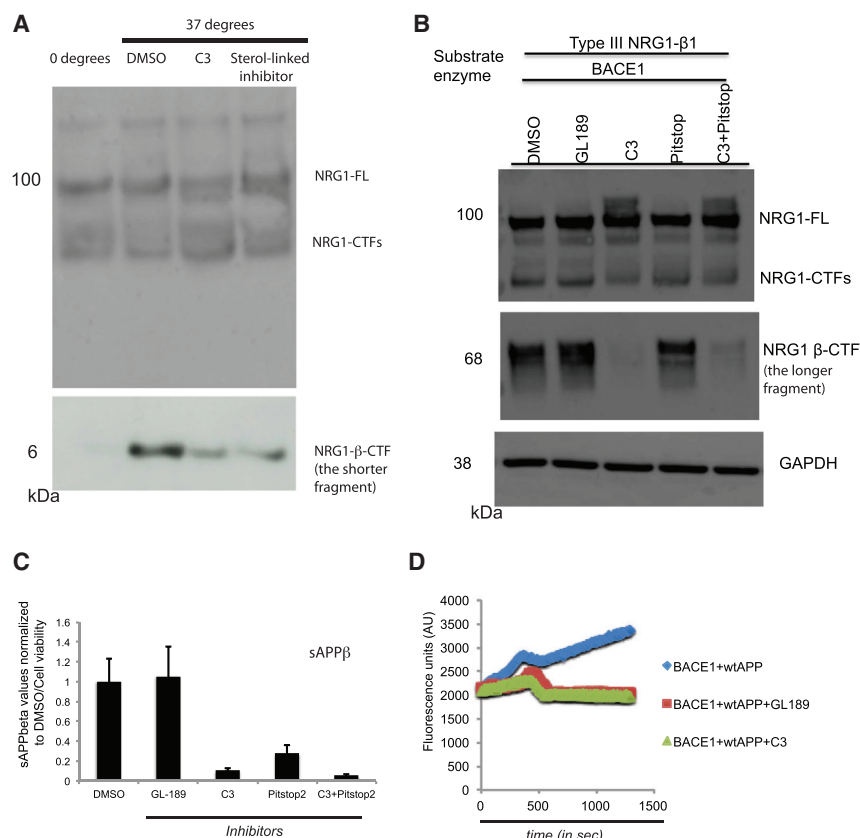 A
37 degrees
0 degrees
DMSO
C3
Sterol-linked
inhibitor
100
NRG1-FL
NRG1-CTFs
6
NRG1-β-CTF
(the shorter
fragment)
kDa
B
Substrate
Type III NRG1-β1
enzyme
BACE1
DMSO
GL189
C3
Pitstop
C3+Pitstop
100
NRG1-FL
NRG1-CTFs
68
NRG1 β-CTF
(the longer
fragment)
38
GAPDH
kDa
C
sAPPbeta values normalized
to DMSO/Cell viability
1.6
1.4
1.2
1
0.8
0.6
0.4
0.2
0
sAPPβ
DMSO
GL-189
C3
Pitstop2
C3+Pitstop2
Inhibitors
D
Fluorescence units (AU)
4000
3500
3000
2500
2000
1500
1000
500
0
0
500
1000
1500
time (in sec)
BACE1+wtAPP
BACE1+wtAPP+GL189
BACE1+wtAPP+C3